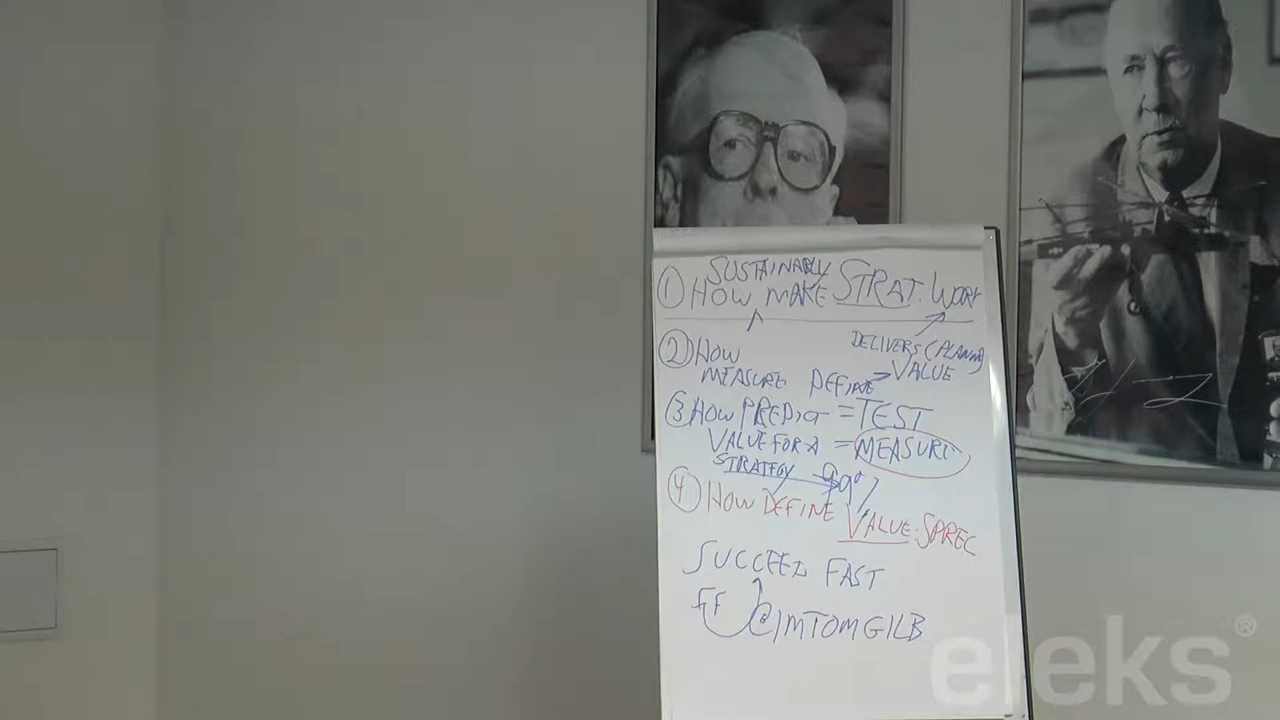 SUSTAINABLY
① HOW MAKE STRAT. WORK
DELIVERS (PLANNED)
② HOW
MEASURE DEFINE → VALUE
③ HOW PREDICT = TEST
VALUE FOR A = MEASURE
STRATEGY → 99%
④ HOW DEFINE VALUE
SUCCEED FAST
FF
@IMTOMGILB
eleks®